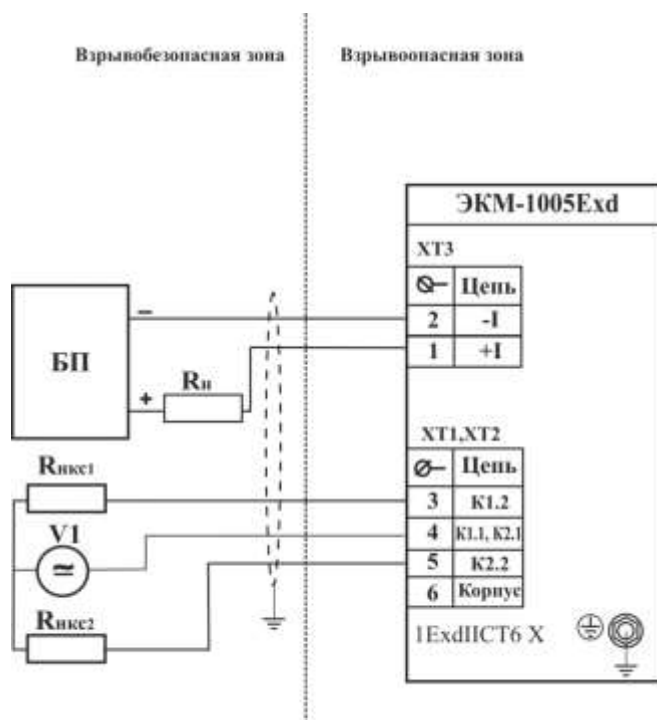 Взрывобезопасная зона
Взрывоопасная зона
ЭКМ-1005Exd
XT3
Цепь
2 -I
1 +I
БП
−
+
Rн
XT1,XT2
Цепь
3 K1.2
4 K1.1, K2.1
5 K2.2
6 Корпус
Rнкс1
V1
Rнкс2
1ExdIICT6 X